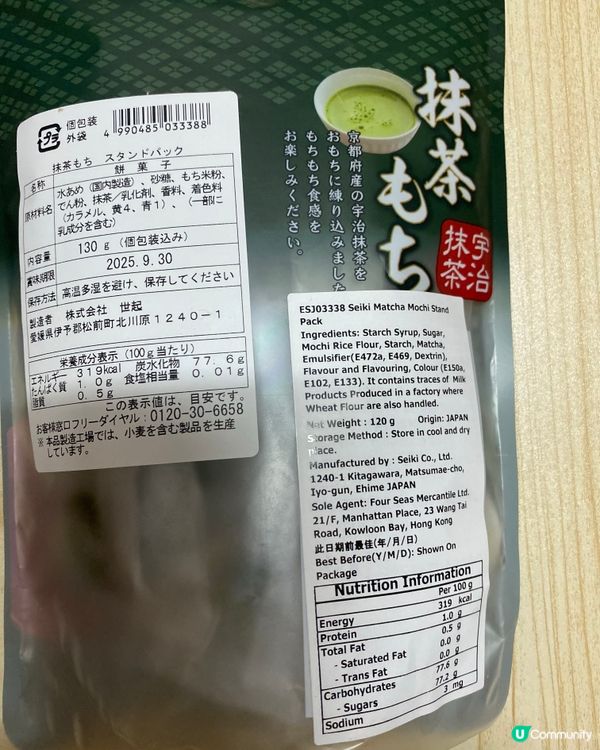 個包装
外袋
プラ
4 990485 033388
抹茶もち スタンドパック
名称 餅菓子
原材料名 水あめ(国内製造)、砂糖、もち米粉、
でん粉、抹茶/乳化剤、香料、着色料
(カラメル、黄4、青1)、(一部に
乳成分を含む)
内容量 130g(個包装込み)
賞味期限 2025.9.30
保存方法 高温多湿を避け、保存してください
製造者 株式会社 世起
愛媛県伊予郡松前町北川原1240-1
栄養成分表示(100g当たり)
エネルギー 319kcal 炭水化物 77.6g
たんぱく質 1.0g 食塩相当量 0.01g
脂質 0.5g
この表示値は、目安です。
お客様窓口フリーダイヤル:0120-30-6658
※本品製造工場では、小麦を含む製品を生産
しています。
抹茶もち
宇治
抹茶
京都府産の宇治抹茶を
おもちに練り込みました
もちもち食感を
お楽しみください。
ESJ03338 Seiki Matcha Mochi Stand
Pack
Ingredients: Starch Syrup, Sugar,
Mochi Rice Flour, Starch, Matcha,
Emulsifier(E472a, E469, Dextrin),
Flavour and Flavouring, Colour (E150a,
E102, E133). It contains traces of Milk
Products Produced in a factory where
Wheat Flour are also handled.
Net Weight : 120 g Origin: JAPAN
Storage Method : Store in cool and dry
place.
Manufactured by : Seiki Co., Ltd.
1240-1 Kitagawara, Matsumae-cho,
Iyo-gun, Ehime JAPAN
Sole Agent: Four Seas Mercantile Ltd.
21/F, Manhattan Place, 23 Wang Tai
Road, Kowloon Bay, Hong Kong
此日期前最佳(年/月/日)
Best Before(Y/M/D): Shown On
Package
Nutrition Information
Per 100 g
Energy 319 kcal
Protein 1.0 g
Total Fat 0.5 g
- Saturated Fat 0.0 g
- Trans Fat 0.0 g
Carbohydrates 77.6 g
- Sugars 77.2 g
Sodium 3 mg
U Community